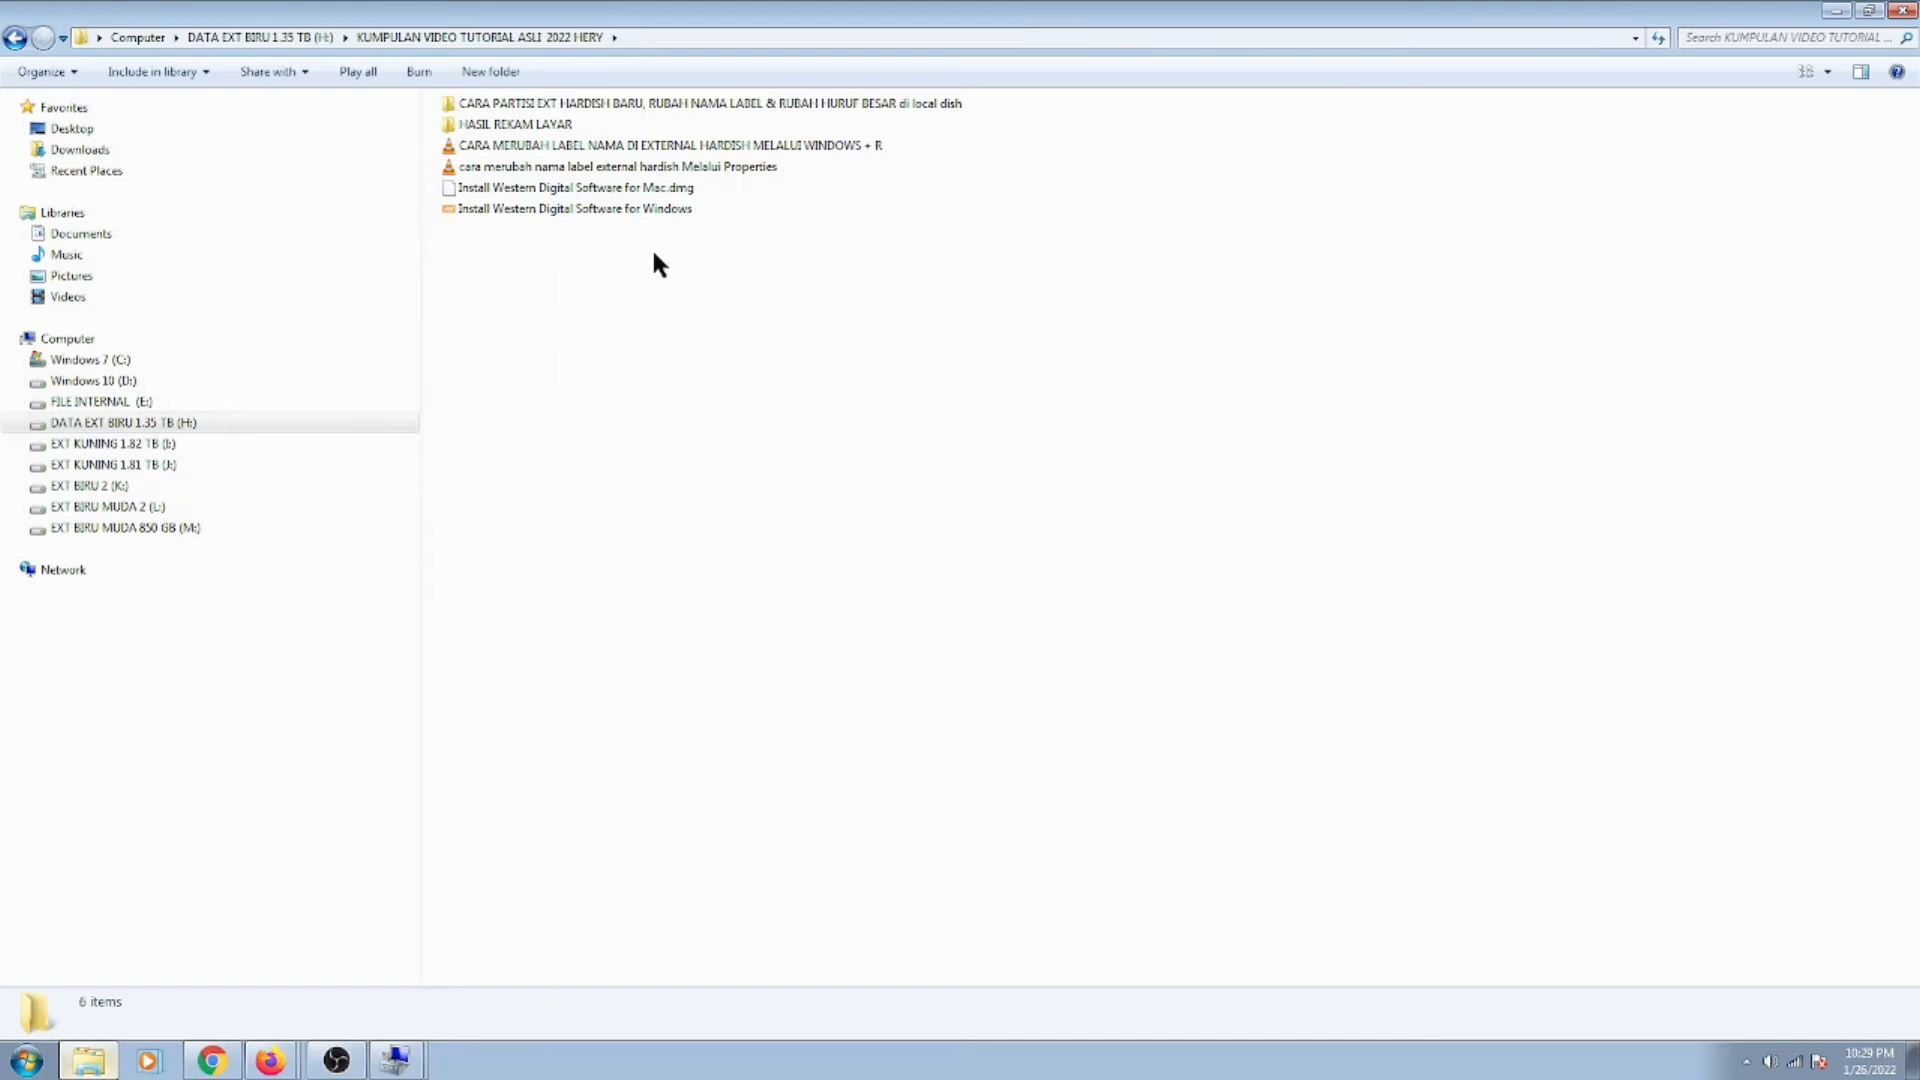 Computer DATA EXT BIRU 1.35 TB (H:) KUMPULAN VIDEO TUTORIAL ASLI 2022 HERY
Search KUMPULAN VIDEO TUTORIAL ...
Organize Include in library Share with Play all Burn New folder
Favorites
Desktop
Downloads
Recent Places
Libraries
Documents
Music
Pictures
Videos
Computer
Windows 7 (C:)
Windows 10 (D:)
FILE INTERNAL (E:)
DATA EXT BIRU 1.35 TB (H:)
EXT KUNING 1.82 TB (I:)
EXT KUNING 1.81 TB (J:)
EXT BIRU 2 (K:)
EXT BIRU MUDA 2 (L:)
EXT BIRU MUDA 850 GB (M:)
Network
CARA PARTISI EXT HARDISH BARU, RUBAH NAMA LABEL & RUBAH HURUF BESAR di local dish
HASIL REKAM LAYAR
CARA MERUBAH LABEL NAMA DI EXTERNAL HARDISH MELALUI WINDOWS + R
cara merubah nama label external hardish Melalui Properties
Install Western Digital Software for Mac.dmg
Install Western Digital Software for Windows
6 items
10:29 PM
1/26/2022